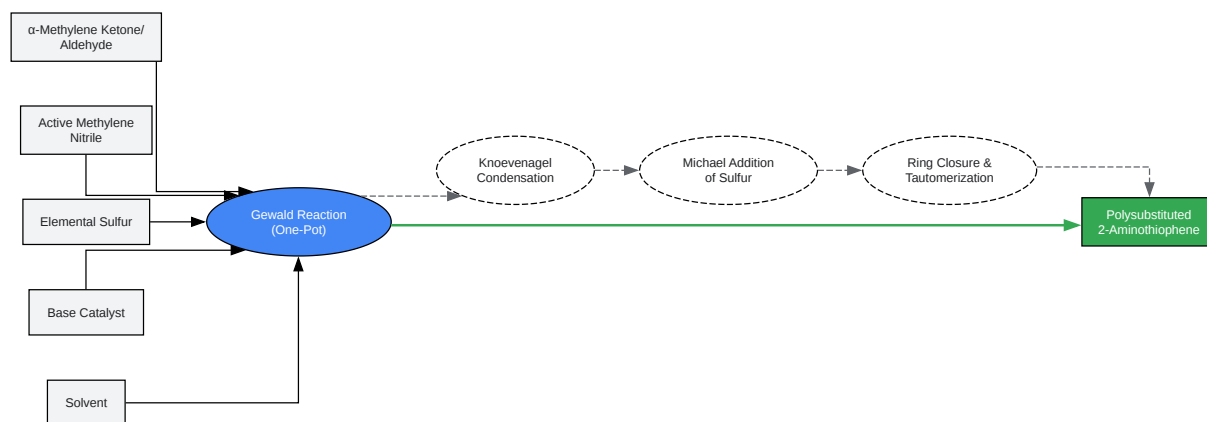 α-Methylene Ketone/
Aldehyde
Active Methylene
Nitrile
Elemental Sulfur
Base Catalyst
Solvent
Gewald Reaction
(One-Pot)
Knoevenagel
Condensation
Michael Addition
of Sulfur
Ring Closure &
Tautomerization
Polysubstituted
2-Aminothiophene